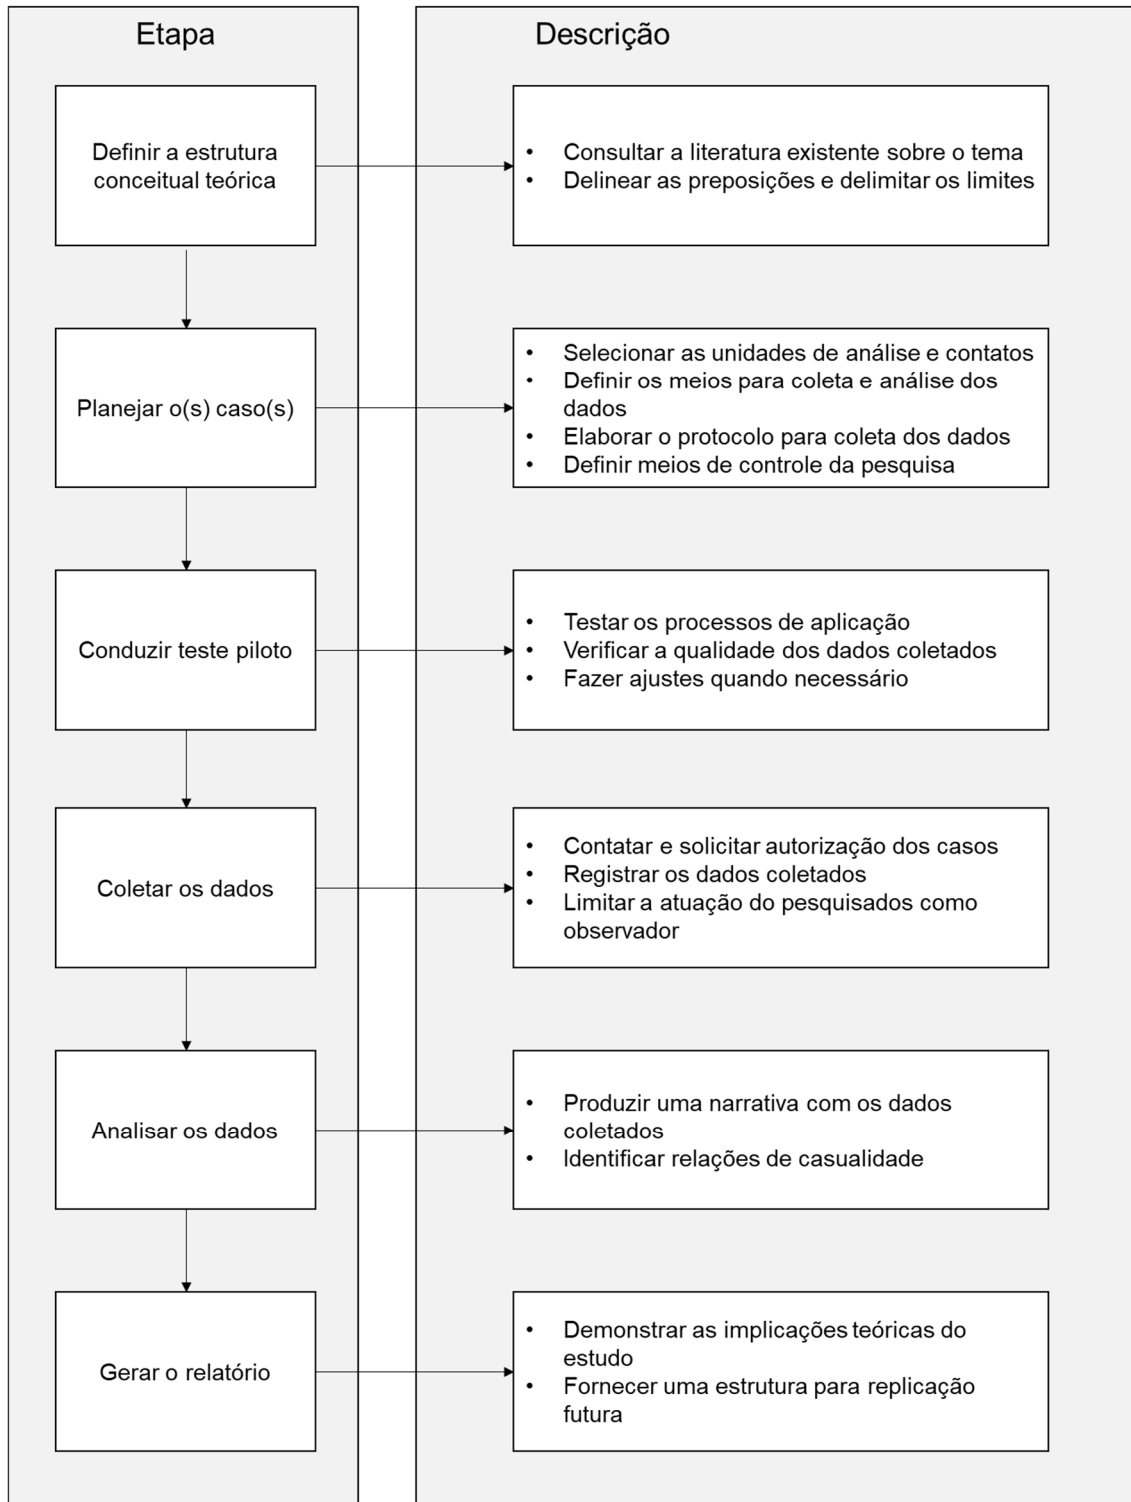 Etapa
Descrição
Definir a estrutura
conceitual teórica
• Consultar a literatura existente sobre o tema
• Delinear as preposições e delimitar os limites
Planejar o(s) caso(s)
• Selecionar as unidades de análise e contatos
• Definir os meios para coleta e análise dos
dados
• Elaborar o protocolo para coleta dos dados
• Definir meios de controle da pesquisa
Conduzir teste piloto
• Testar os processos de aplicação
• Verificar a qualidade dos dados coletados
• Fazer ajustes quando necessário
Coletar os dados
• Contatar e solicitar autorização dos casos
• Registrar os dados coletados
• Limitar a atuação do pesquisados como
observador
Analisar os dados
• Produzir uma narrativa com os dados
coletados
• Identificar relações de casualidade
Gerar o relatório
• Demonstrar as implicações teóricas do
estudo
• Fornecer uma estrutura para replicação
futura